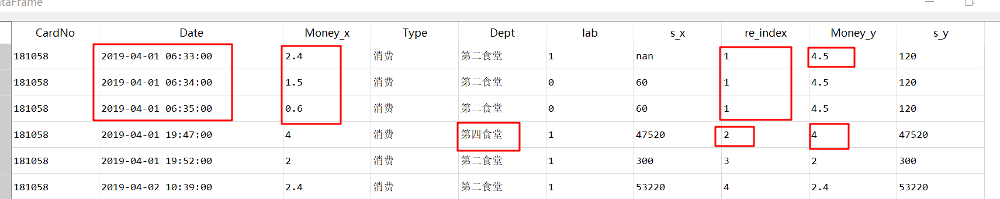 ataFrame
CardNo Date Money_x Type Dept lab s_x re_index Money_y s_y
181058 2019-04-01 06:33:00 2.4 消费 第二食堂 1 nan 1 4.5 120
181058 2019-04-01 06:34:00 1.5 消费 第二食堂 0 60 1 4.5 120
181058 2019-04-01 06:35:00 0.6 消费 第二食堂 0 60 1 4.5 120
181058 2019-04-01 19:47:00 4 消费 第四食堂 1 47520 2 4 47520
181058 2019-04-01 19:52:00 2 消费 第二食堂 1 300 3 2 300
181058 2019-04-02 10:39:00 2.4 消费 第二食堂 1 53220 4 2.4 53220